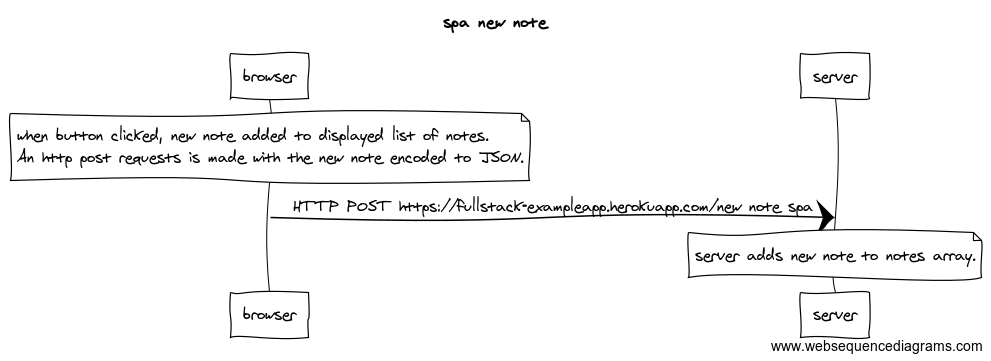 spa new note
browser
server
when button clicked, new note added to displayed list of notes.
An http post requests is made with the new note encoded to JSON.
HTTP POST https://fullstack-exampleapp.herokuapp.com/new note spa
server adds new note to notes array.
browser
server
www.websequencediagrams.com